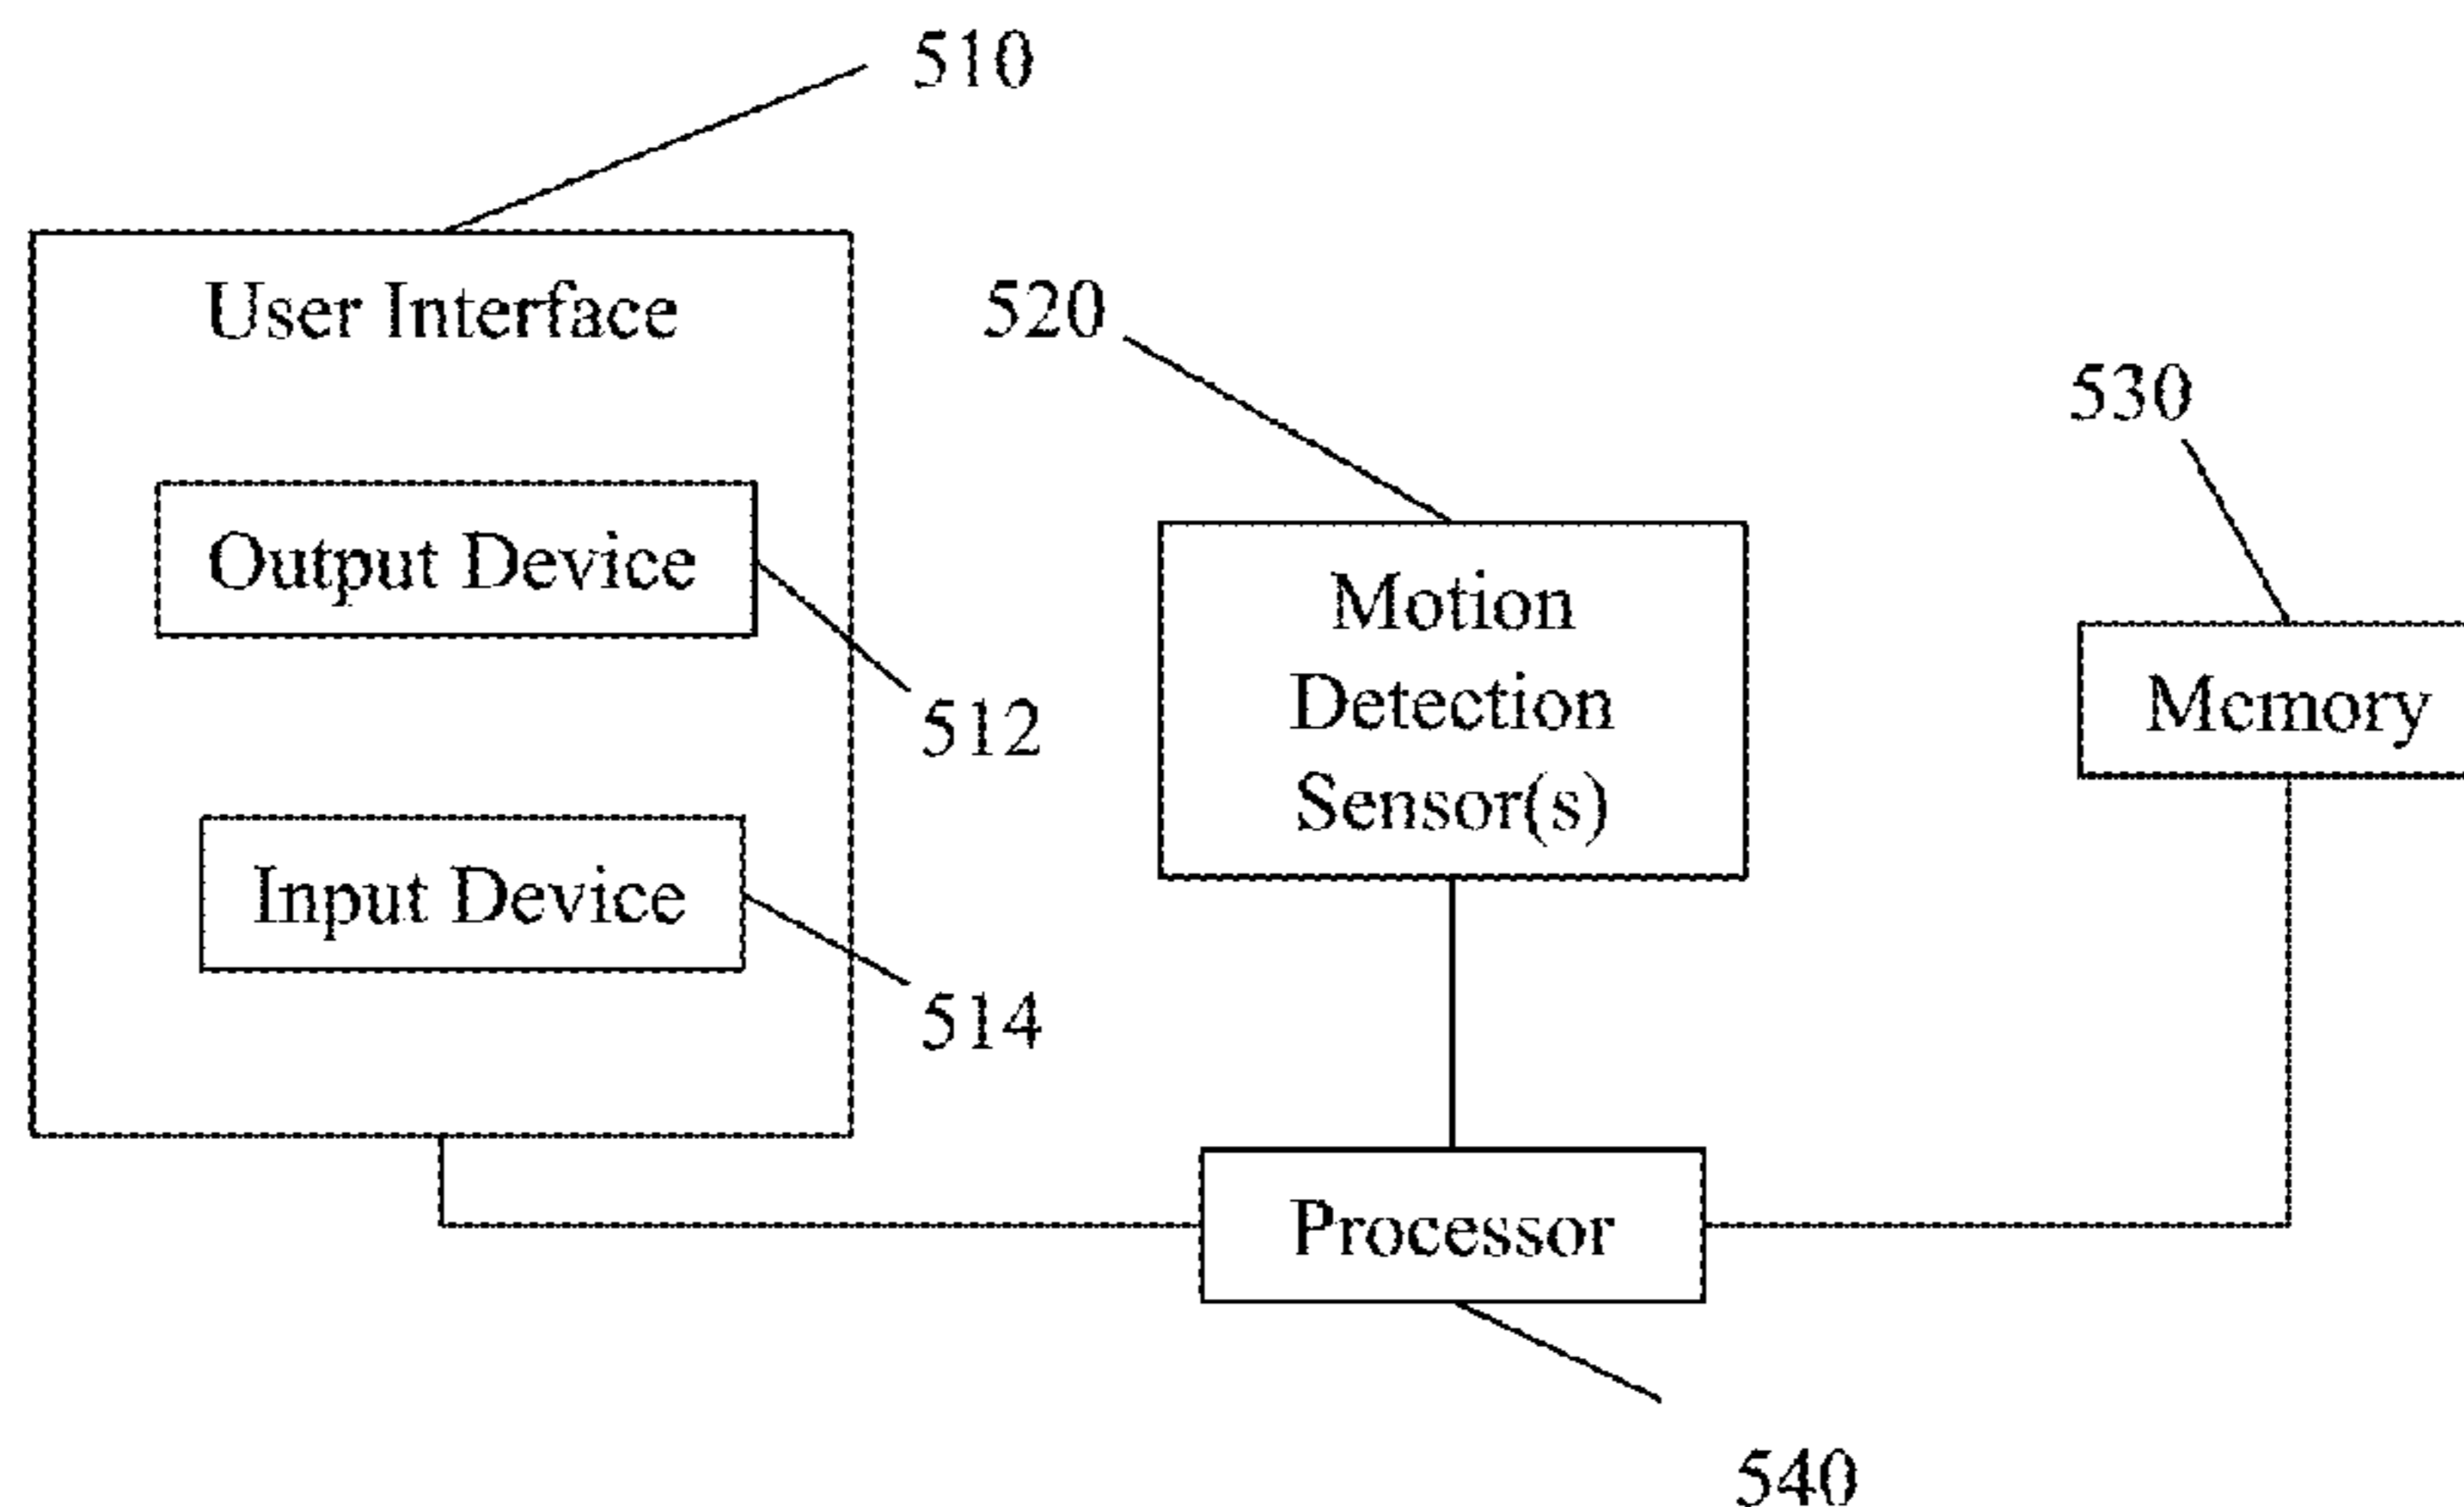 510
User Interface
520
530
Output Device
Motion
Detection
Sensor(s)
Memory
512
Input Device
514
Processor
540